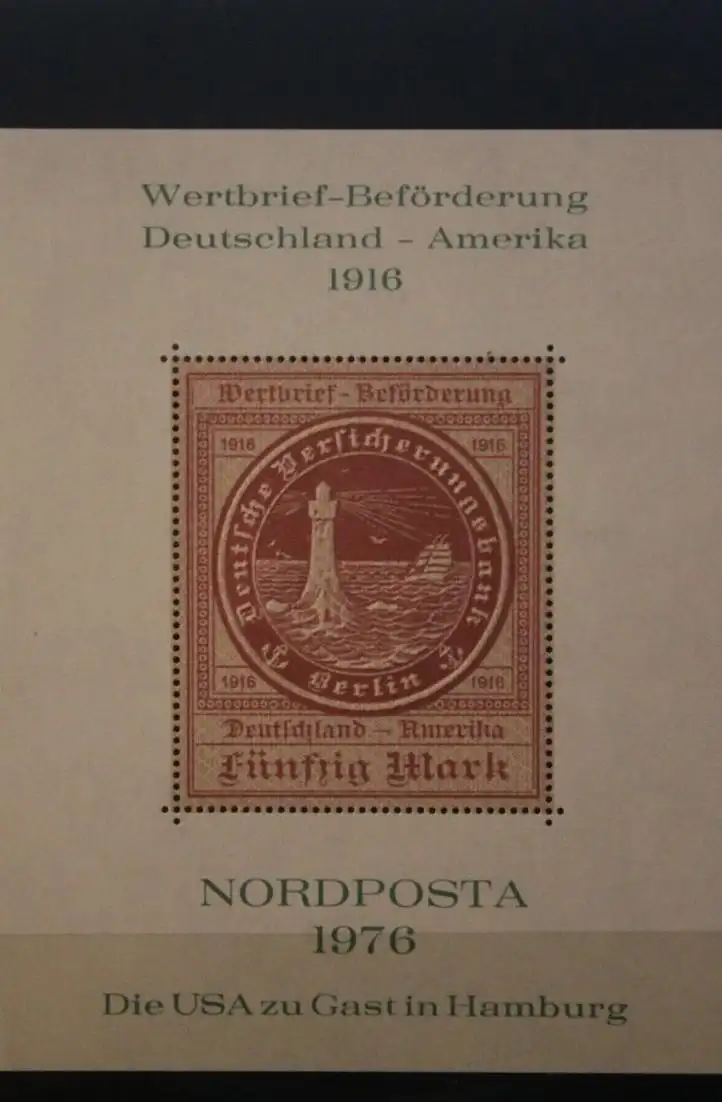 Wertbrief-Beförderung
Deutschland - Amerika
1916
Wertbrief-Beförderung
1916
1916
Deutsche Versicherungsbank
Berlin
1916
1916
Deutschland — Amerika
Fünfzig Mark
NORDPOSTA
1976
Die USA zu Gast in Hamburg